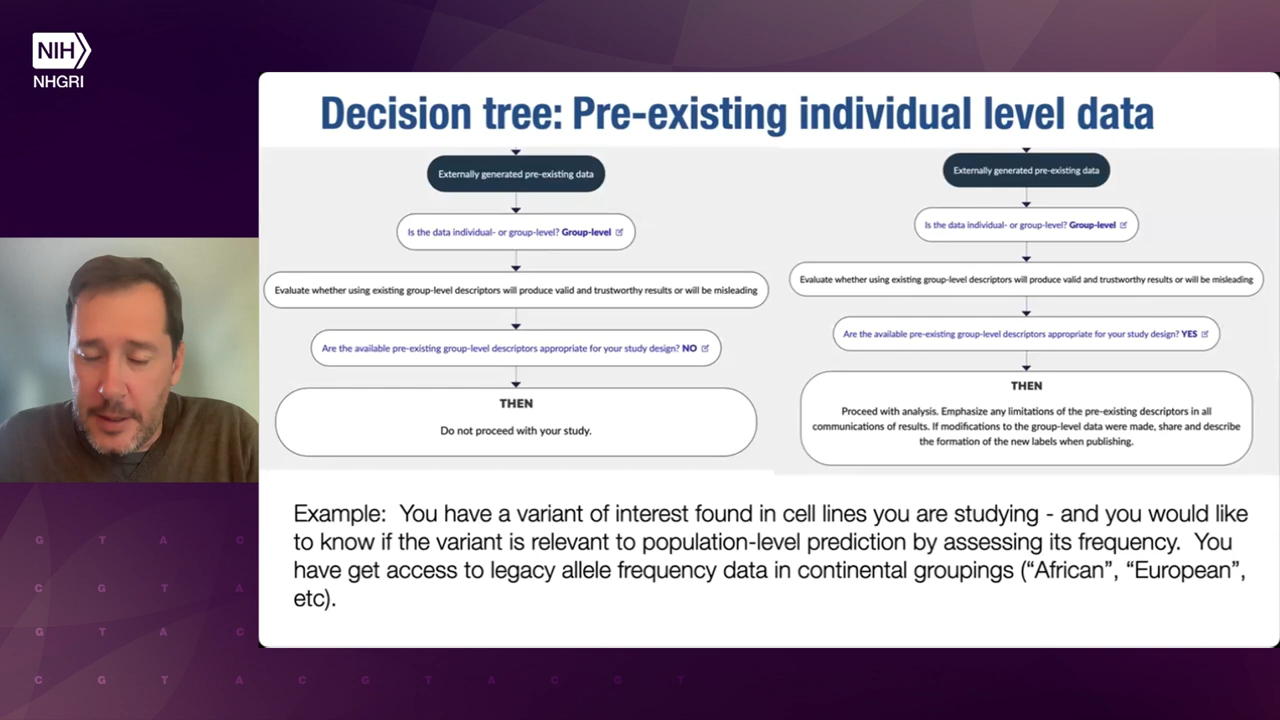 NIH
NHGRI
Decision tree: Pre-existing individual level data
Externally generated pre-existing data
Is the data individual- or group-level? Group-level
Evaluate whether using existing group-level descriptors will produce valid and trustworthy results or will be misleading
Are the available pre-existing group-level descriptors appropriate for your study design? NO
THEN
Do not proceed with your study.
Externally generated pre-existing data
Is the data individual- or group-level? Group-level
Evaluate whether using existing group-level descriptors will produce valid and trustworthy results or will be misleading
Are the available pre-existing group-level descriptors appropriate for your study design? YES
THEN
Proceed with analysis. Emphasize any limitations of the pre-existing descriptors in all
communications of results. If modifications to the group-level data were made, share and describe
the formation of the new labels when publishing.
Example: You have a variant of interest found in cell lines you are studying - and you would like
to know if the variant is relevant to population-level prediction by assessing its frequency. You
have get access to legacy allele frequency data in continental groupings (“African”, “European”,
etc).
G T A C
C G T A
G T A C
C G T A C G T A C G T